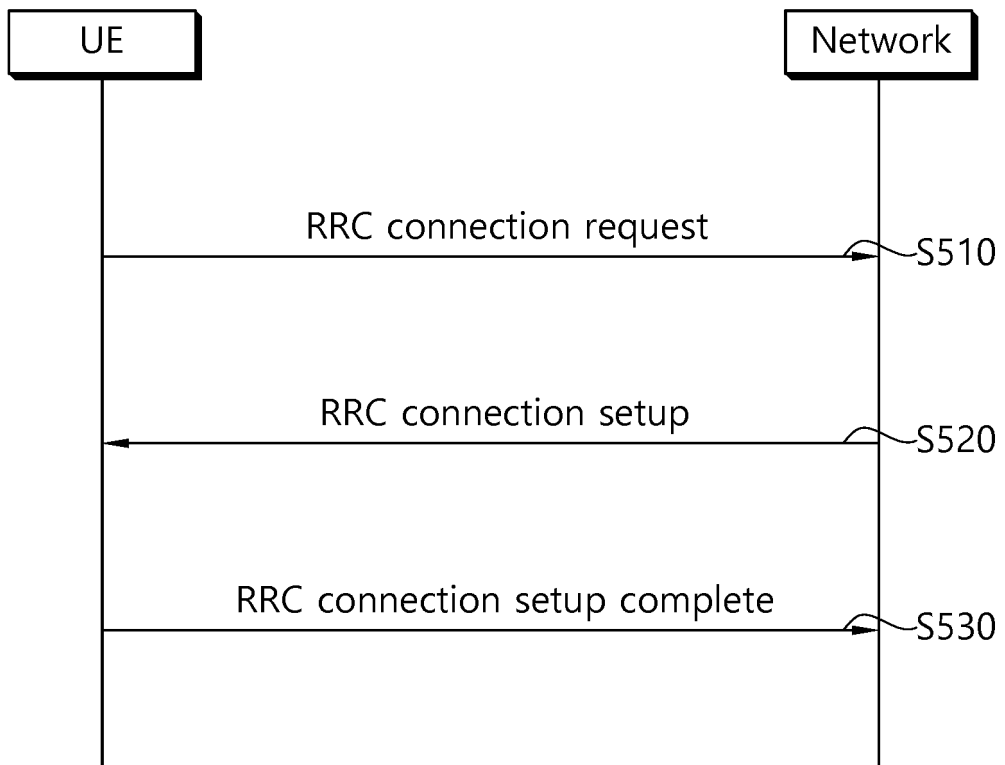 UE
Network
RRC connection request
S510
RRC connection setup
S520
RRC connection setup complete
S530